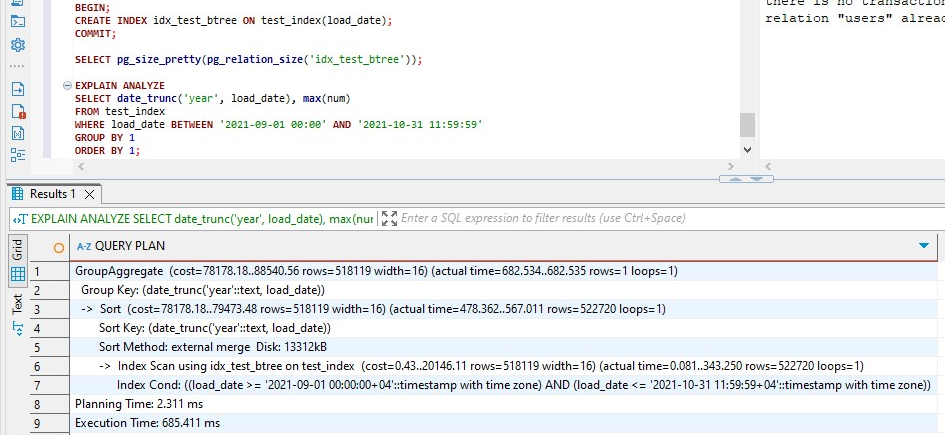 BEGIN;
there is no transaction
CREATE INDEX idx_test_btree ON test_index(load_date);
relation "users" alrea
COMMIT;
SELECT pg_size_pretty(pg_relation_size('idx_test_btree'));
EXPLAIN ANALYZE
SELECT date_trunc('year', load_date), max(num)
FROM test_index
WHERE load_date BETWEEN '2021-09-01 00:00' AND '2021-10-31 11:59:59'
GROUP BY 1
ORDER BY 1;
Results 1
EXPLAIN ANALYZE SELECT date_trunc('year', load_date), max(nur
Enter a SQL expression to filter results (use Ctrl+Space)
Grid
Text
A-Z QUERY PLAN
1 GroupAggregate (cost=78178.18..88540.56 rows=518119 width=16) (actual time=682.534..682.535 rows=1 loops=1)
2 Group Key: (date_trunc('year'::text, load_date))
3 -> Sort (cost=78178.18..79473.48 rows=518119 width=16) (actual time=478.362..567.011 rows=522720 loops=1)
4 Sort Key: (date_trunc('year'::text, load_date))
5 Sort Method: external merge Disk: 13312kB
6 -> Index Scan using idx_test_btree on test_index (cost=0.43..20146.11 rows=518119 width=16) (actual time=0.081..343.250 rows=522720 loops=1)
7 Index Cond: ((load_date >= '2021-09-01 00:00:00+04'::timestamp with time zone) AND (load_date <= '2021-10-31 11:59:59+04'::timestamp with time zone))
8 Planning Time: 2.311 ms
9 Execution Time: 685.411 ms